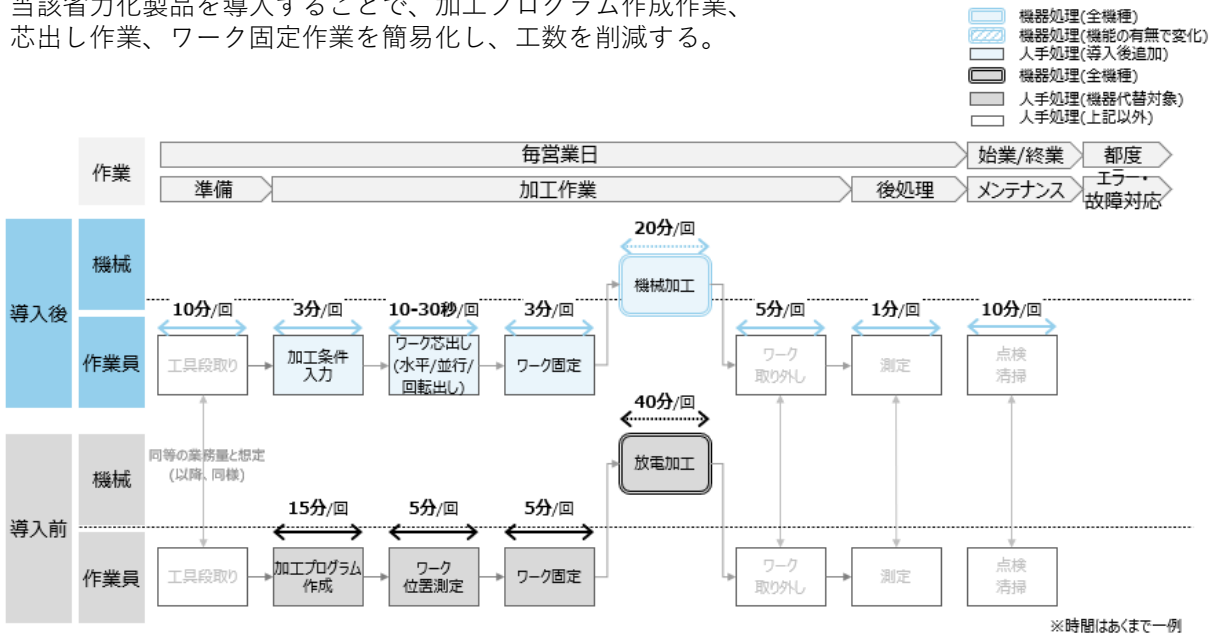 当該省力化製品を導入することで、加工プログラム作成作業、
芯出し作業、ワーク固定作業を簡易化し、工数を削減する。
機器処理(全機種)
機器処理(機能の有無で変化)
人手処理(導入後追加)
機器処理(全機種)
人手処理(機器代替対象)
人手処理(上記以外)
作業
毎営業日
始業/終業
都度
準備
加工作業
後処理
メンテナンス
エラー・
故障対応
導入後
機械
作業員
20分/回
機械加工
10分/回
3分/回
10-30秒/回
3分/回
5分/回
1分/回
10分/回
工具段取り
加工条件
入力
ワーク芯出し
(水平/並行/
回転出し)
ワーク固定
ワーク
取り外し
測定
点検
清掃
導入前
機械
作業員
同等の業務量と想定
(以降、同様)
40分/回
放電加工
15分/回
5分/回
5分/回
工具段取り
加工プログラム
作成
ワーク
位置測定
ワーク固定
ワーク
取り外し
測定
点検
清掃
※時間はあくまで一例